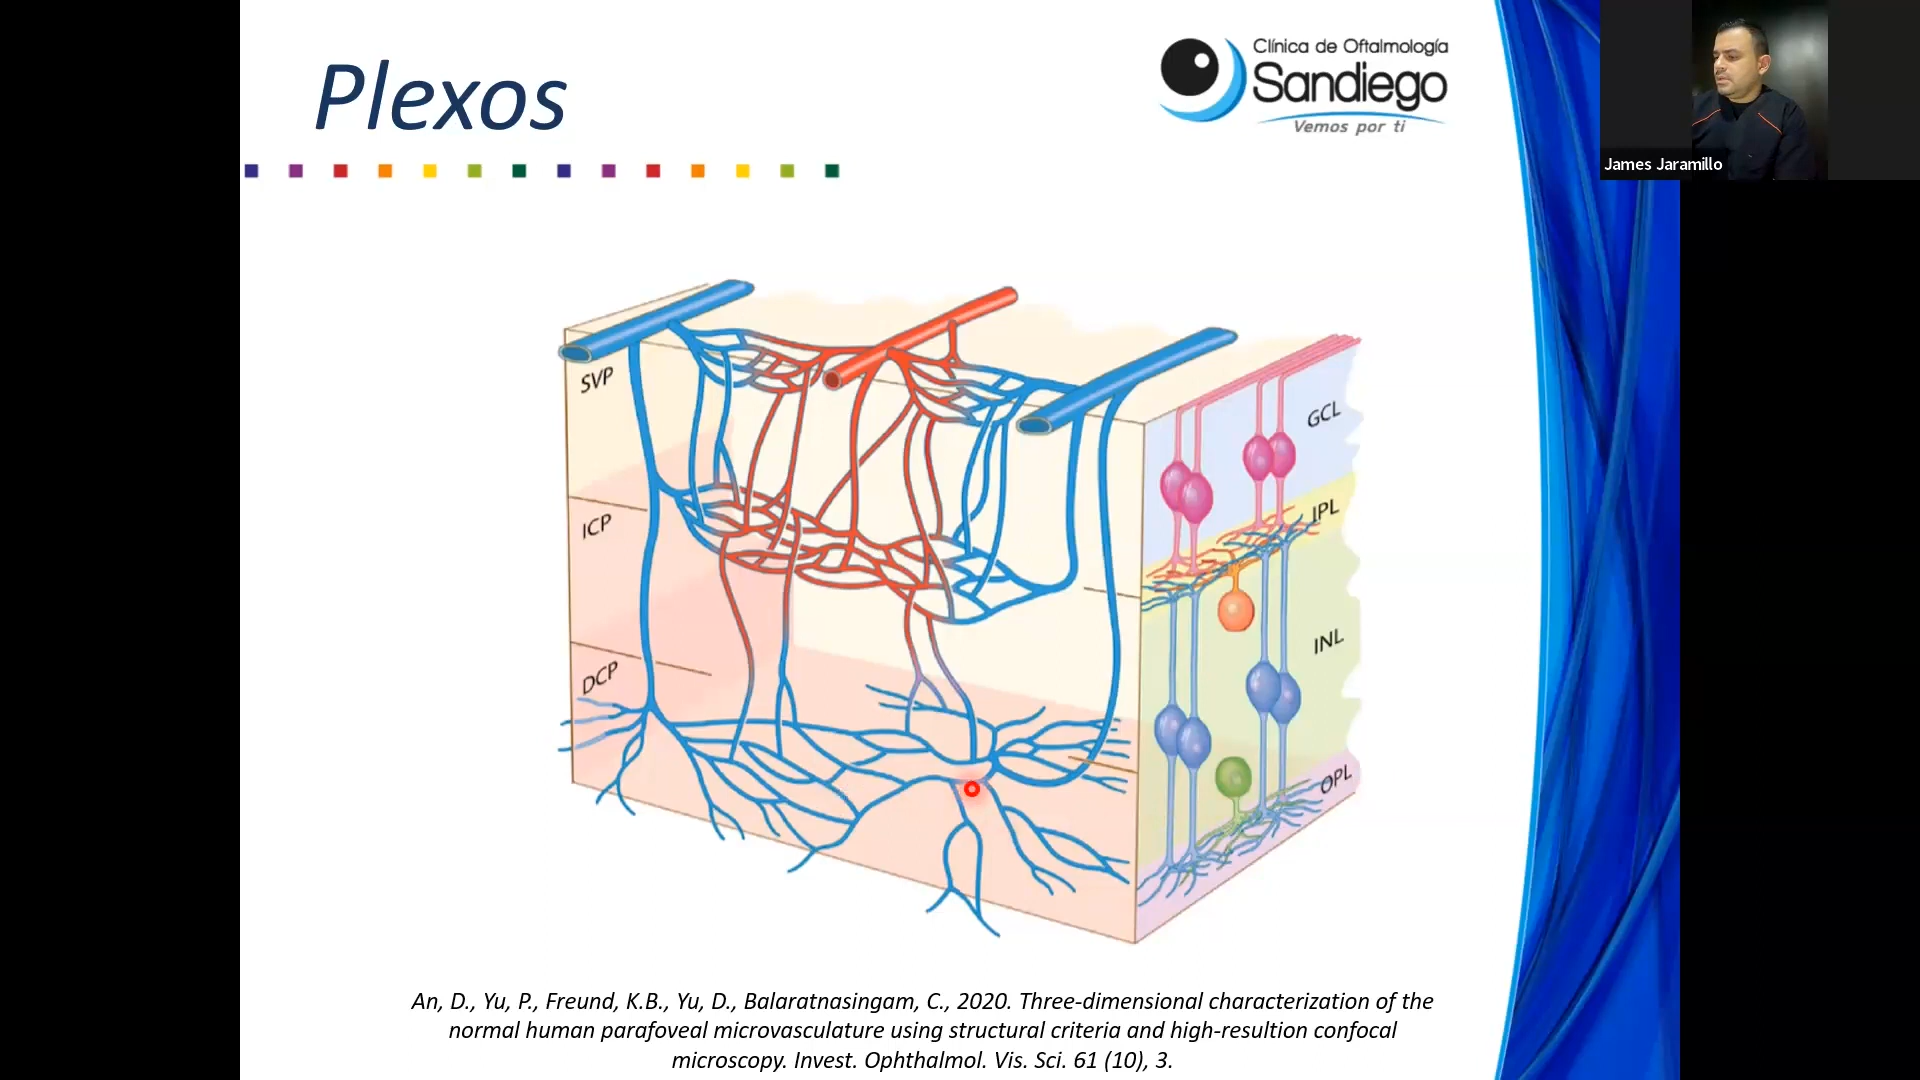 Plexos
Clínica de Oftalmología
Sandiego
Vemos por ti
James Jaramillo
SVP
ICP
DCP
GCL
IPL
INL
OPL
An, D., Yu, P., Freund, K.B., Yu, D., Balaratnasingam, C., 2020. Three-dimensional characterization of the
normal human parafoveal microvasculature using structural criteria and high-resultion confocal
microscopy. Invest. Ophthalmol. Vis. Sci. 61 (10), 3.